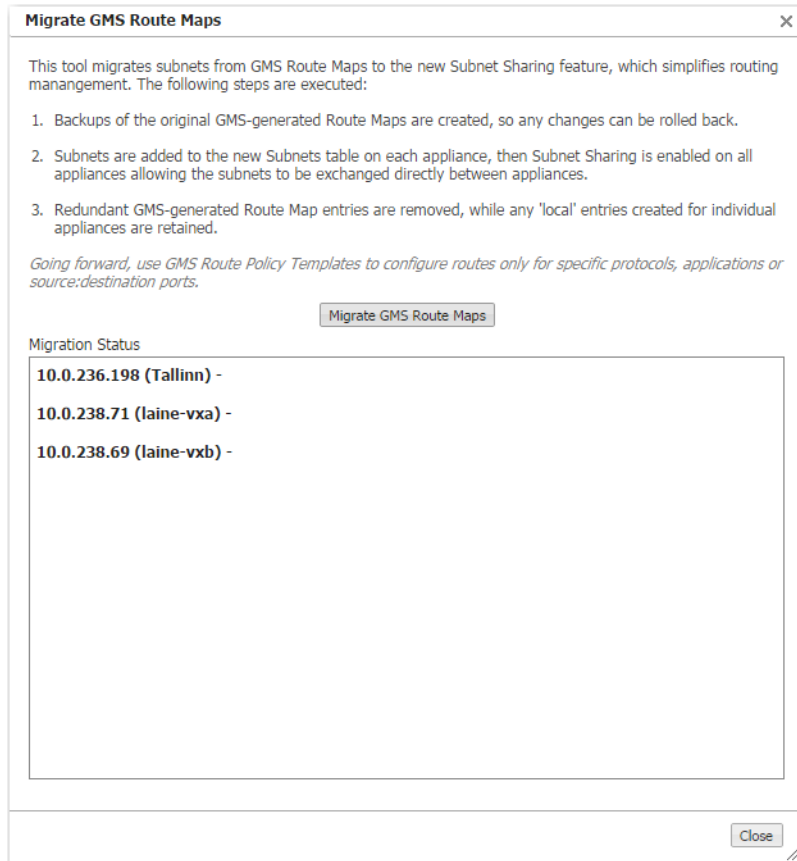 Migrate GMS Route Maps
This tool migrates subnets from GMS Route Maps to the new Subnet Sharing feature, which simplifies routing
manangement. The following steps are executed:
1. Backups of the original GMS-generated Route Maps are created, so any changes can be rolled back.
2. Subnets are added to the new Subnets table on each appliance, then Subnet Sharing is enabled on all
appliances allowing the subnets to be exchanged directly between appliances.
3. Redundant GMS-generated Route Map entries are removed, while any 'local' entries created for individual
appliances are retained.
Going forward, use GMS Route Policy Templates to configure routes only for specific protocols, applications or
source:destination ports.
Migrate GMS Route Maps
Migration Status
10.0.236.198 (Tallinn) -
10.0.238.71 (laine-vxa) -
10.0.238.69 (laine-vxb) -
Close